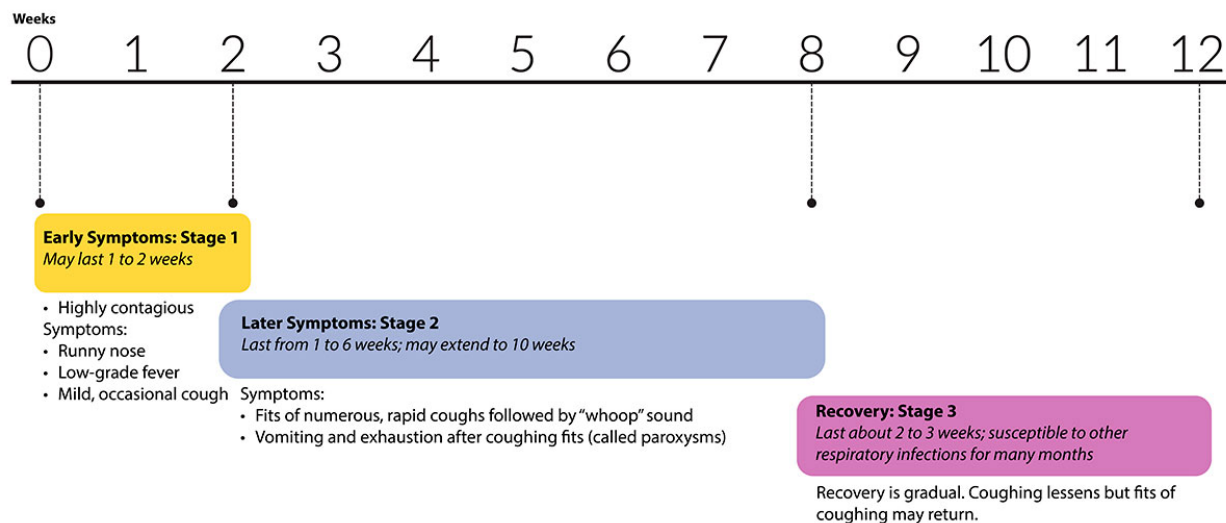 Weeks
0 1 2 3 4 5 6 7 8 9 10 11 12
Early Symptoms: Stage 1
May last 1 to 2 weeks
• Highly contagious
Symptoms:
• Runny nose
• Low-grade fever
• Mild, occasional cough
Later Symptoms: Stage 2
Last from 1 to 6 weeks; may extend to 10 weeks
Symptoms:
• Fits of numerous, rapid coughs followed by “whoop” sound
• Vomiting and exhaustion after coughing fits (called paroxysms)
Recovery: Stage 3
Last about 2 to 3 weeks; susceptible to other
respiratory infections for many months
Recovery is gradual. Coughing lessens but fits of
coughing may return.